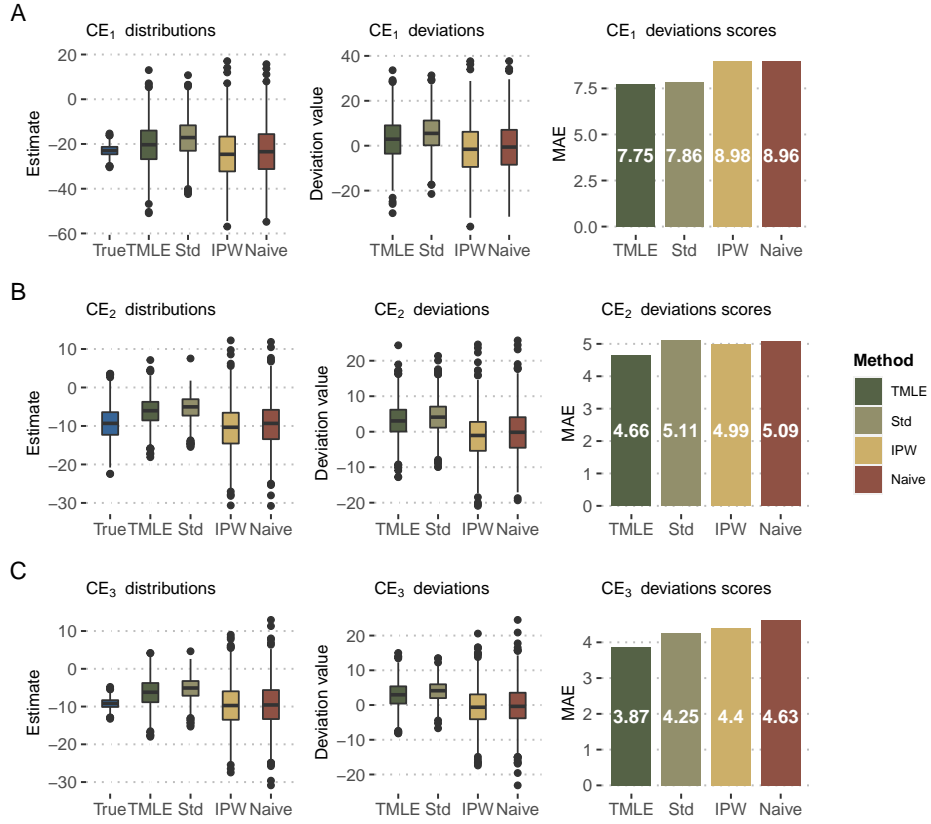 A
CE1 distributions
Estimate
20
0
−20
−40
−60
True TMLE Std IPW Naive
CE1 deviations
Deviation value
40
20
0
−20
TMLE Std IPW Naive
CE1 deviations scores
MAE
7.5
5.0
2.5
0.0
7.75 7.86 8.98 8.96
TMLE Std IPW Naive
B
CE2 distributions
Estimate
10
0
−10
−20
−30
True TMLE Std IPW Naive
CE2 deviations
Deviation value
20
10
0
−10
−20
TMLE Std IPW Naive
CE2 deviations scores
MAE
5
4
3
2
1
0
4.66 5.11 4.99 5.09
TMLE Std IPW Naive
Method
TMLE
Std
IPW
Naive
C
CE3 distributions
Estimate
10
0
−10
−20
−30
True TMLE Std IPW Naive
CE3 deviations
Deviation value
20
10
0
−10
−20
TMLE Std IPW Naive
CE3 deviations scores
MAE
4
3
2
1
0
3.87 4.25 4.4 4.63
TMLE Std IPW Naive